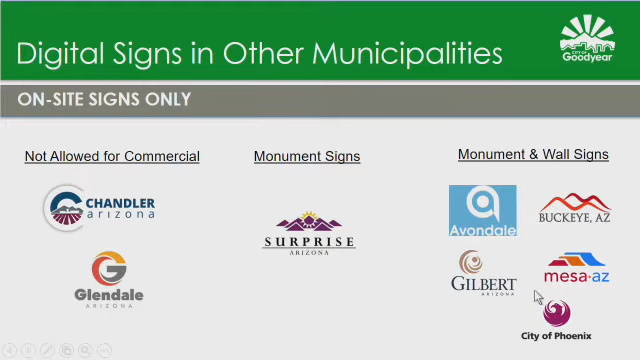 Digital Signs in Other Municipalities
CITY OF
Goodyear
ON-SITE SIGNS ONLY
Not Allowed for Commercial
CHANDLER
arizona
Glendale
ARIZONA
Monument Signs
SURPRISE
ARIZONA
Monument & Wall Signs
Avondale
BUCKEYE, AZ
GILBERT
ARIZONA
mesa·az
City of Phoenix